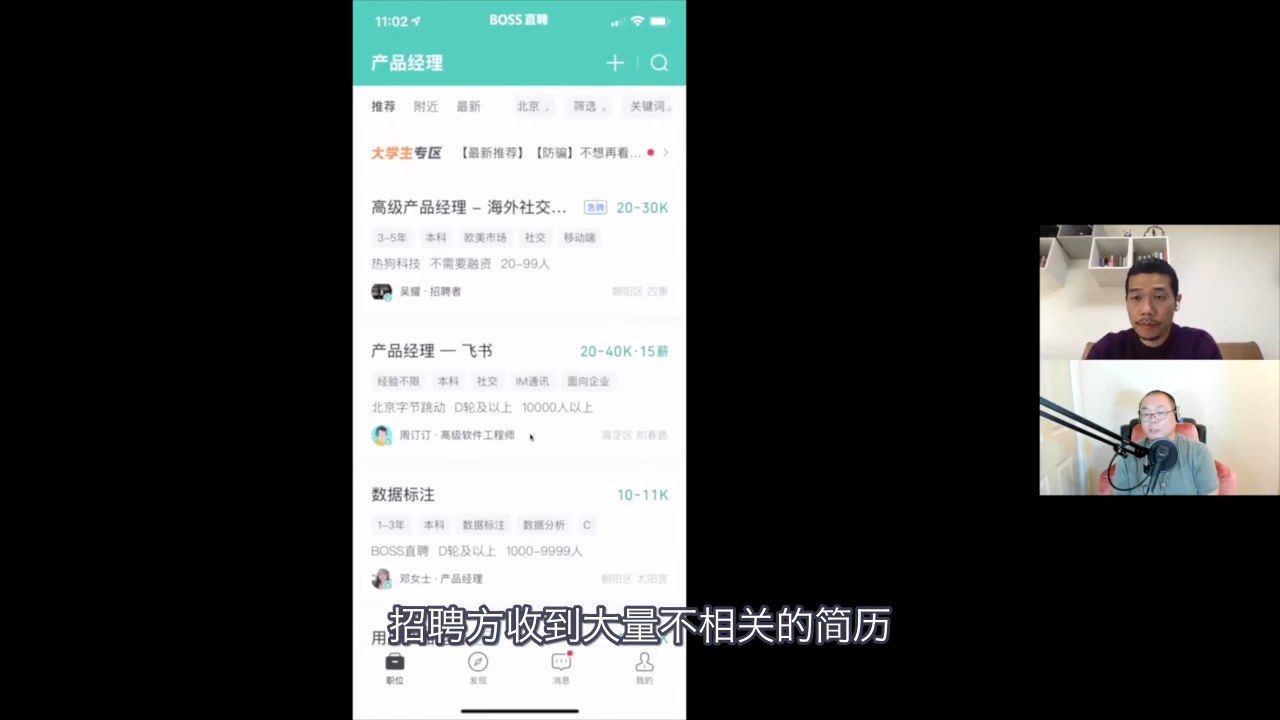 11:02
BOSS 直聘
产品经理
推荐 附近 最新 北京 筛选 关键词
大学生专区 【最新推荐】【防骗】不想再看...
高级产品经理 – 海外社交... 急聘 20-30K
3-5年 本科 欧美市场 社交 移动端
热狗科技 不需要融资 20-99人
吴耀 · 招聘者 朝阳区 四惠
产品经理 — 飞书 20-40K·15薪
经验不限 本科 社交 IM通讯 面向企业
北京字节跳动 D轮及以上 10000人以上
周订订 · 高级软件工程师 海淀区 知春路
数据标注 10-11K
1-3年 本科 数据标注 数据分析 C
BOSS直聘 D轮及以上 1000-9999人
邓女士 · 产品经理 朝阳区 太阳宫
用
招聘方收到大量不相关的简历
职位 发现 消息 我的